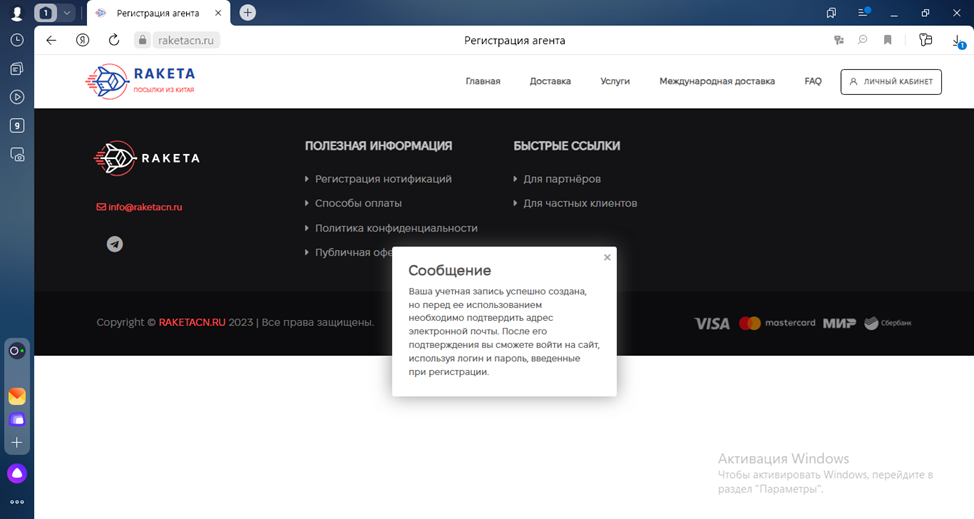 1
Регистрация агента
raketacn.ru
Регистрация агента
1
9
RAKETA
ПОСЫЛКИ ИЗ КИТАЯ
Главная
Доставка
Услуги
Международная доставка
FAQ
ЛИЧНЫЙ КАБИНЕТ
RAKETA
info@raketacn.ru
ПОЛЕЗНАЯ ИНФОРМАЦИЯ
Регистрация нотификаций
Способы оплаты
Политика конфиденциальности
Публичная офе
БЫСТРЫЕ ССЫЛКИ
Для партнёров
Для частных клиентов
Сообщение
Ваша учетная запись успешно создана,
но перед ее использованием
необходимо подтвердить адрес
электронной почты. После его
подтверждения вы сможете войти на сайт,
используя логин и пароль, введенные
при регистрации.
Copyright © RAKETACN.RU 2023 | Все права защищены.
VISA
mastercard
МИР
Сбербанк
Активация Windows
Чтобы активировать Windows, перейдите в
раздел "Параметры".